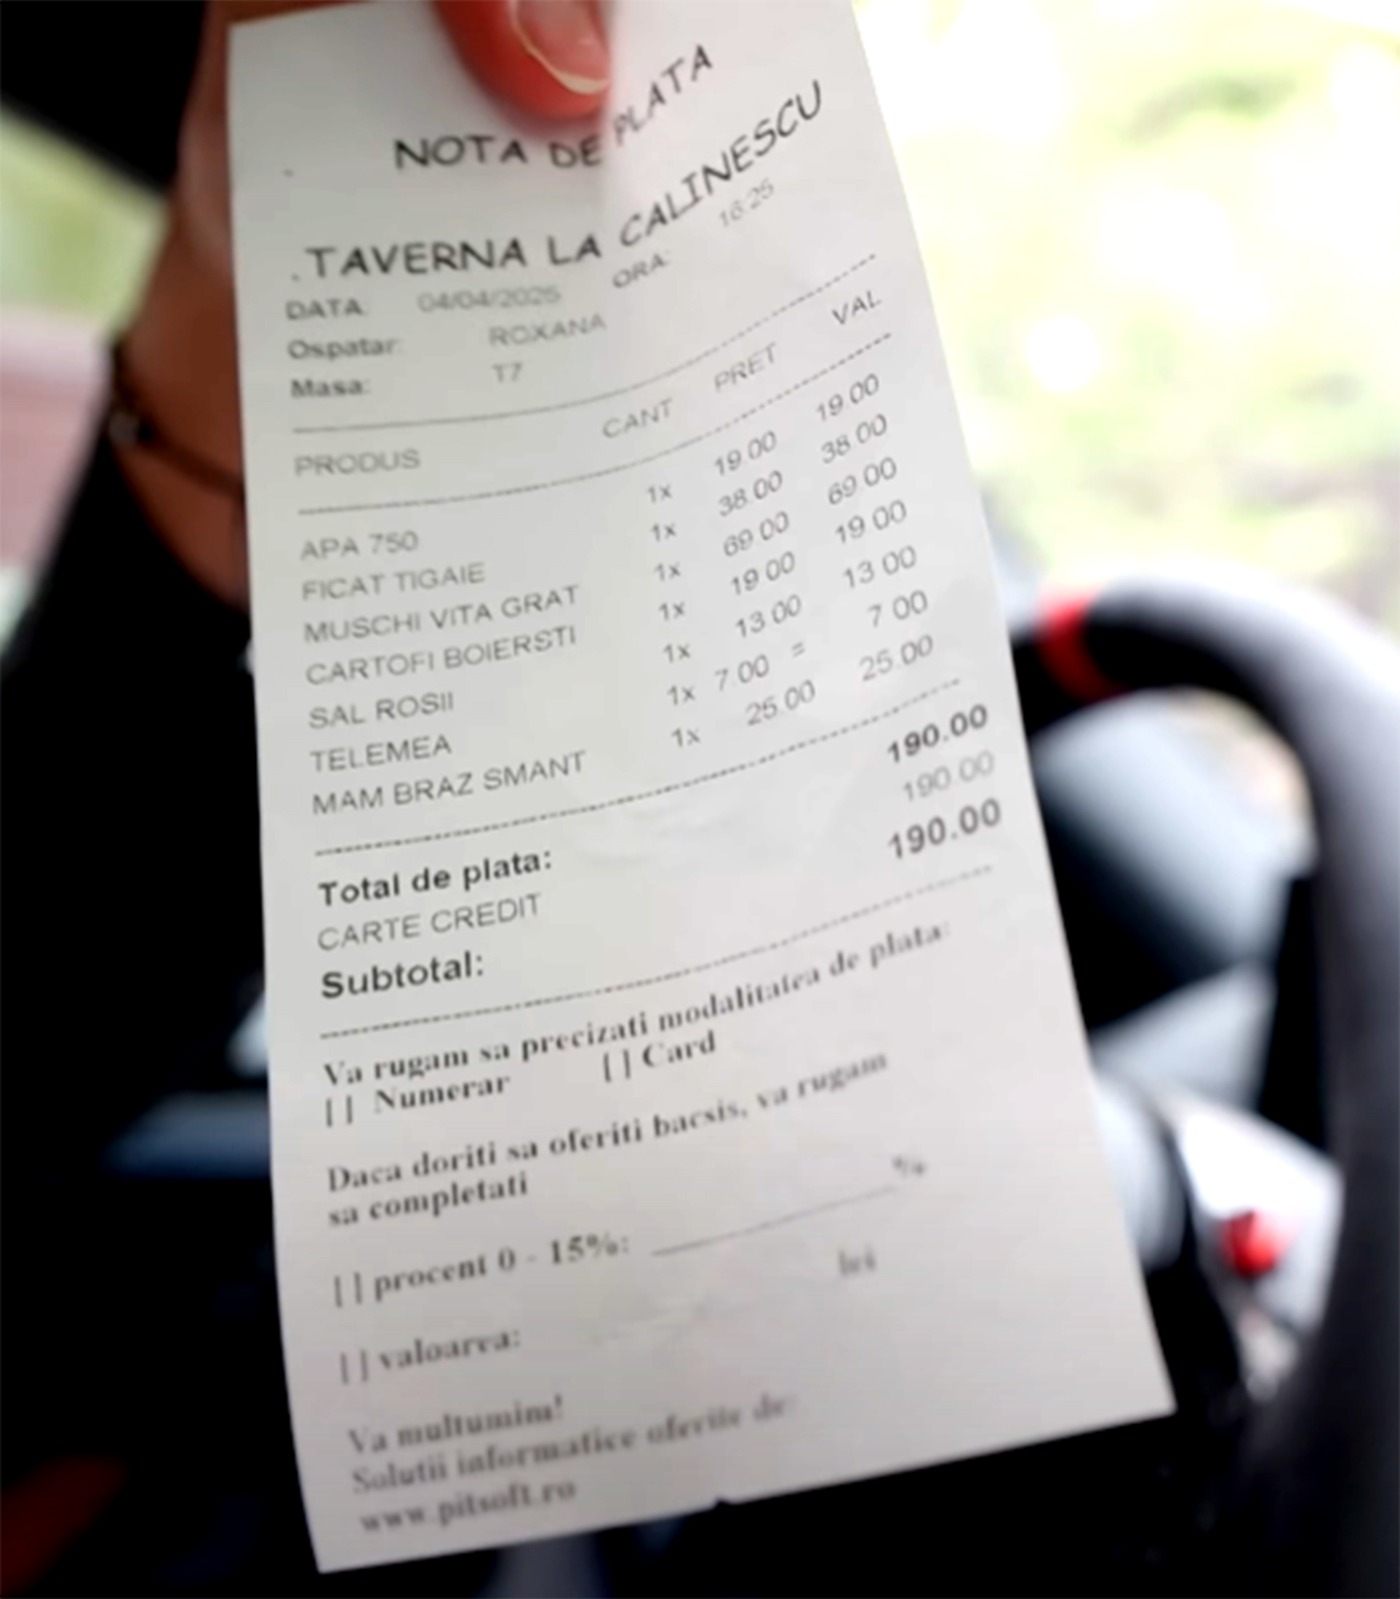 NOTA DE PLATA
.TAVERNA LA CALINESCU
DATA: 04/04/2025 ORA: 16:25
Ospatar: ROXANA
Masa: T7
PRODUS CANT PRET VAL
APA 750 1x 19.00 19.00
FICAT TIGAIE 1x 38.00 38.00
MUSCHI VITA GRAT 1x 69.00 69.00
CARTOFI BOIERSTI 1x 19.00 19.00
SAL ROSII 1x 13.00 13.00
TELEMEA 1x 7.00 = 7.00
MAM BRAZ SMANT 1x 25.00 25.00
Total de plata: 190.00
CARTE CREDIT 190.00
Subtotal: 190.00
Va rugam sa precizati modalitatea de plata:
[ ] Numerar [ ] Card
Daca doriti sa oferiti bacsis, va rugam
sa completati
[ ] procent 0 - 15%: ____________%
[ ] valoarea: lei
Va multumim!
Solutii informatice oferite de:
www.pitsoft.ro